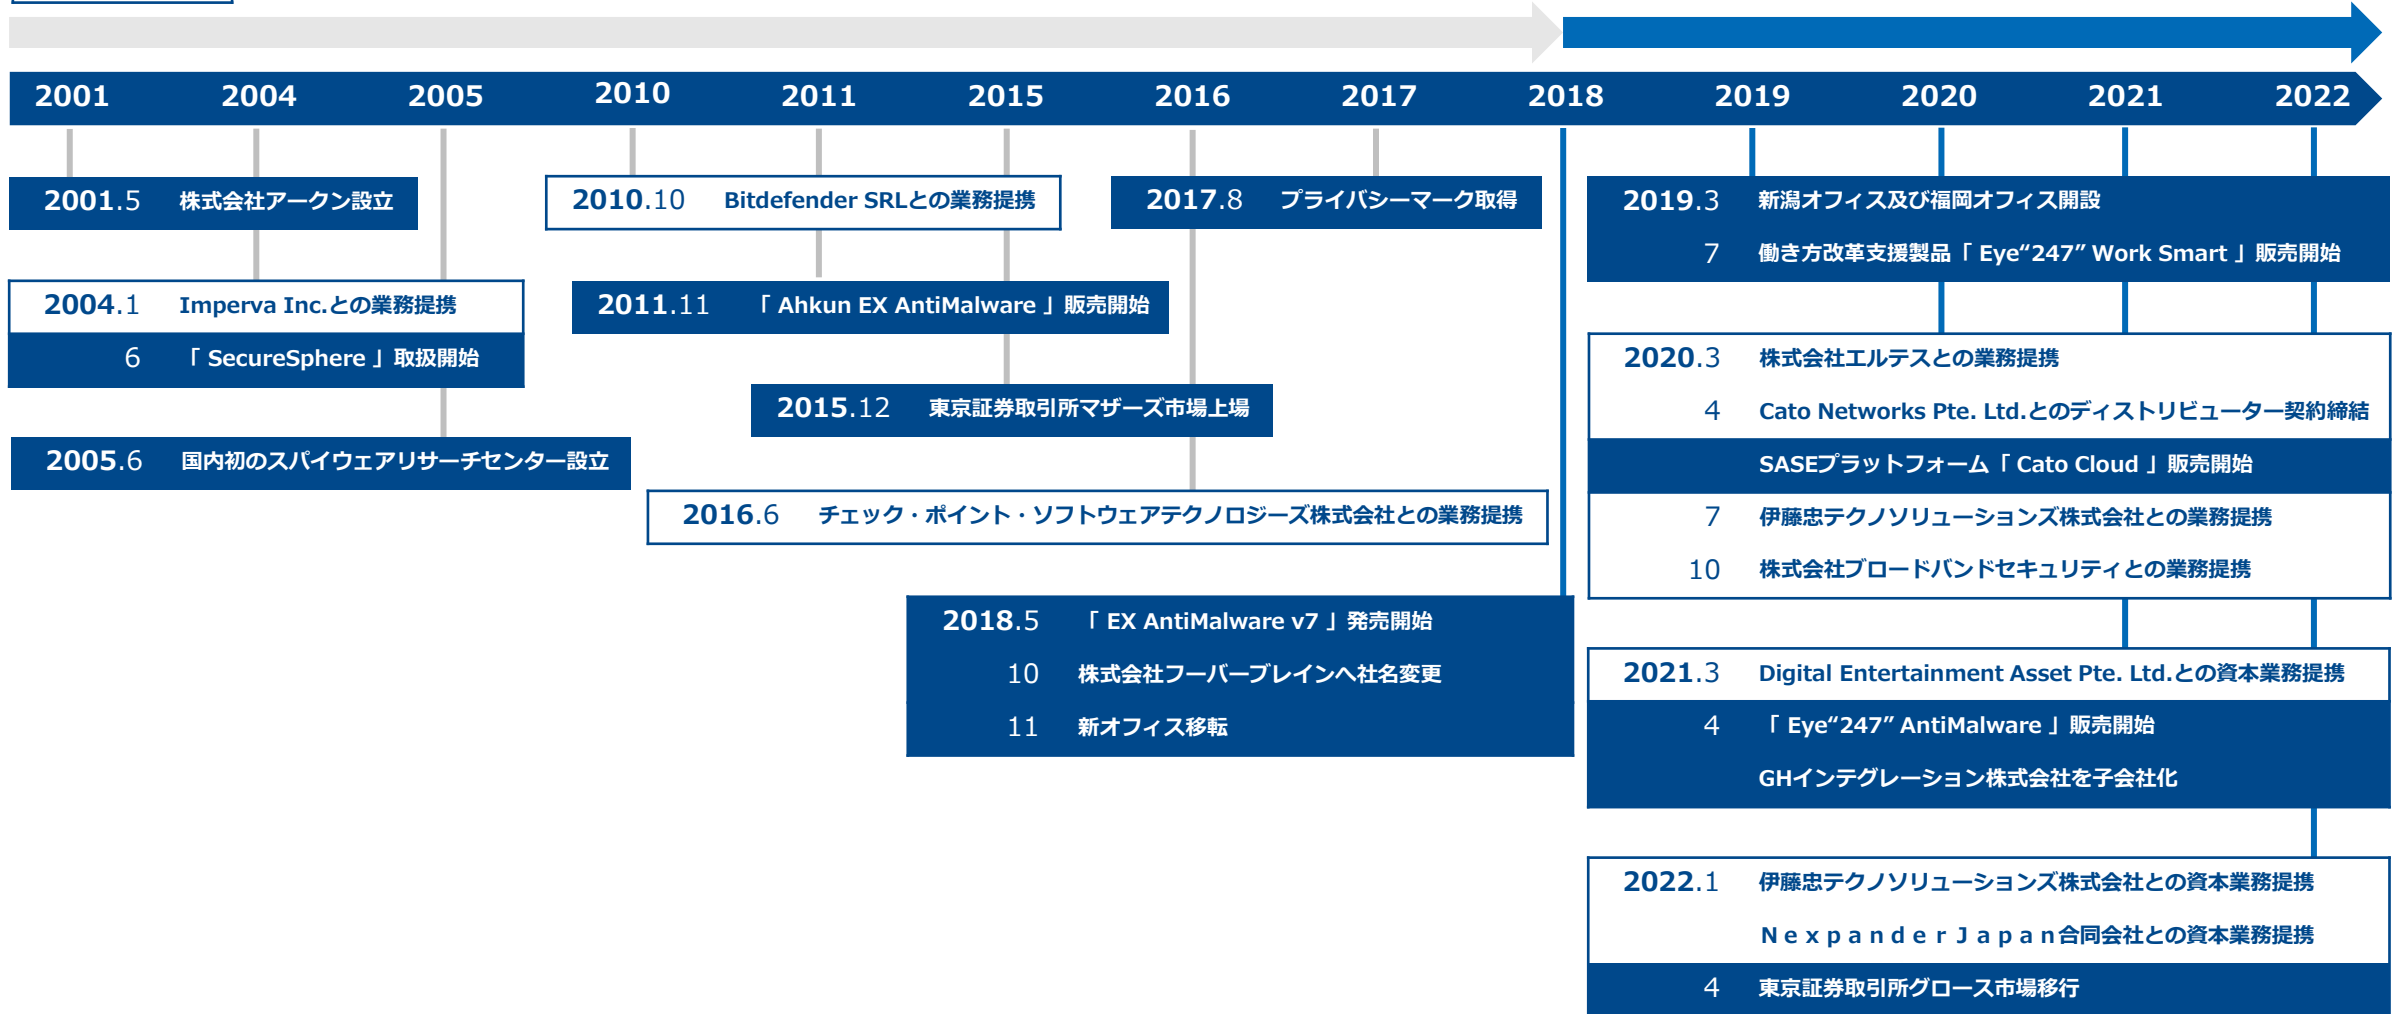 2001 2004 2005 2010 2011 2015 2016 2017 2018 2019 2020 2021 2022
2001.5 株式会社アークン設立
2004.1 Imperva Inc.との業務提携
6 「 SecureSphere 」取扱開始
2005.6 国内初のスパイウェアリサーチセンター設立
2010.10 Bitdefender SRLとの業務提携
2011.11 「 Ahkun EX AntiMalware 」販売開始
2015.12 東京証券取引所マザーズ市場上場
2016.6 チェック・ポイント・ソフトウェアテクノロジーズ株式会社との業務提携
2017.8 プライバシーマーク取得
2018.5 「 EX AntiMalware v7 」発売開始
10 株式会社フーバーブレインへ社名変更
11 新オフィス移転
2019.3 新潟オフィス及び福岡オフィス開設
7 働き方改革支援製品「 Eye“247” Work Smart 」販売開始
2020.3 株式会社エルテスとの業務提携
4 Cato Networks Pte. Ltd.とのディストリビューター契約締結
SASEプラットフォーム「 Cato Cloud 」販売開始
7 伊藤忠テクノソリューションズ株式会社との業務提携
10 株式会社ブロードバンドセキュリティとの業務提携
2021.3 Digital Entertainment Asset Pte. Ltd.との資本業務提携
4 「 Eye“247” AntiMalware 」販売開始
GHインテグレーション株式会社を子会社化
2022.1 伊藤忠テクノソリューションズ株式会社との資本業務提携
ＮｅｘｐａｎｄｅｒＪａｐａｎ合同会社との資本業務提携
4 東京証券取引所グロース市場移行